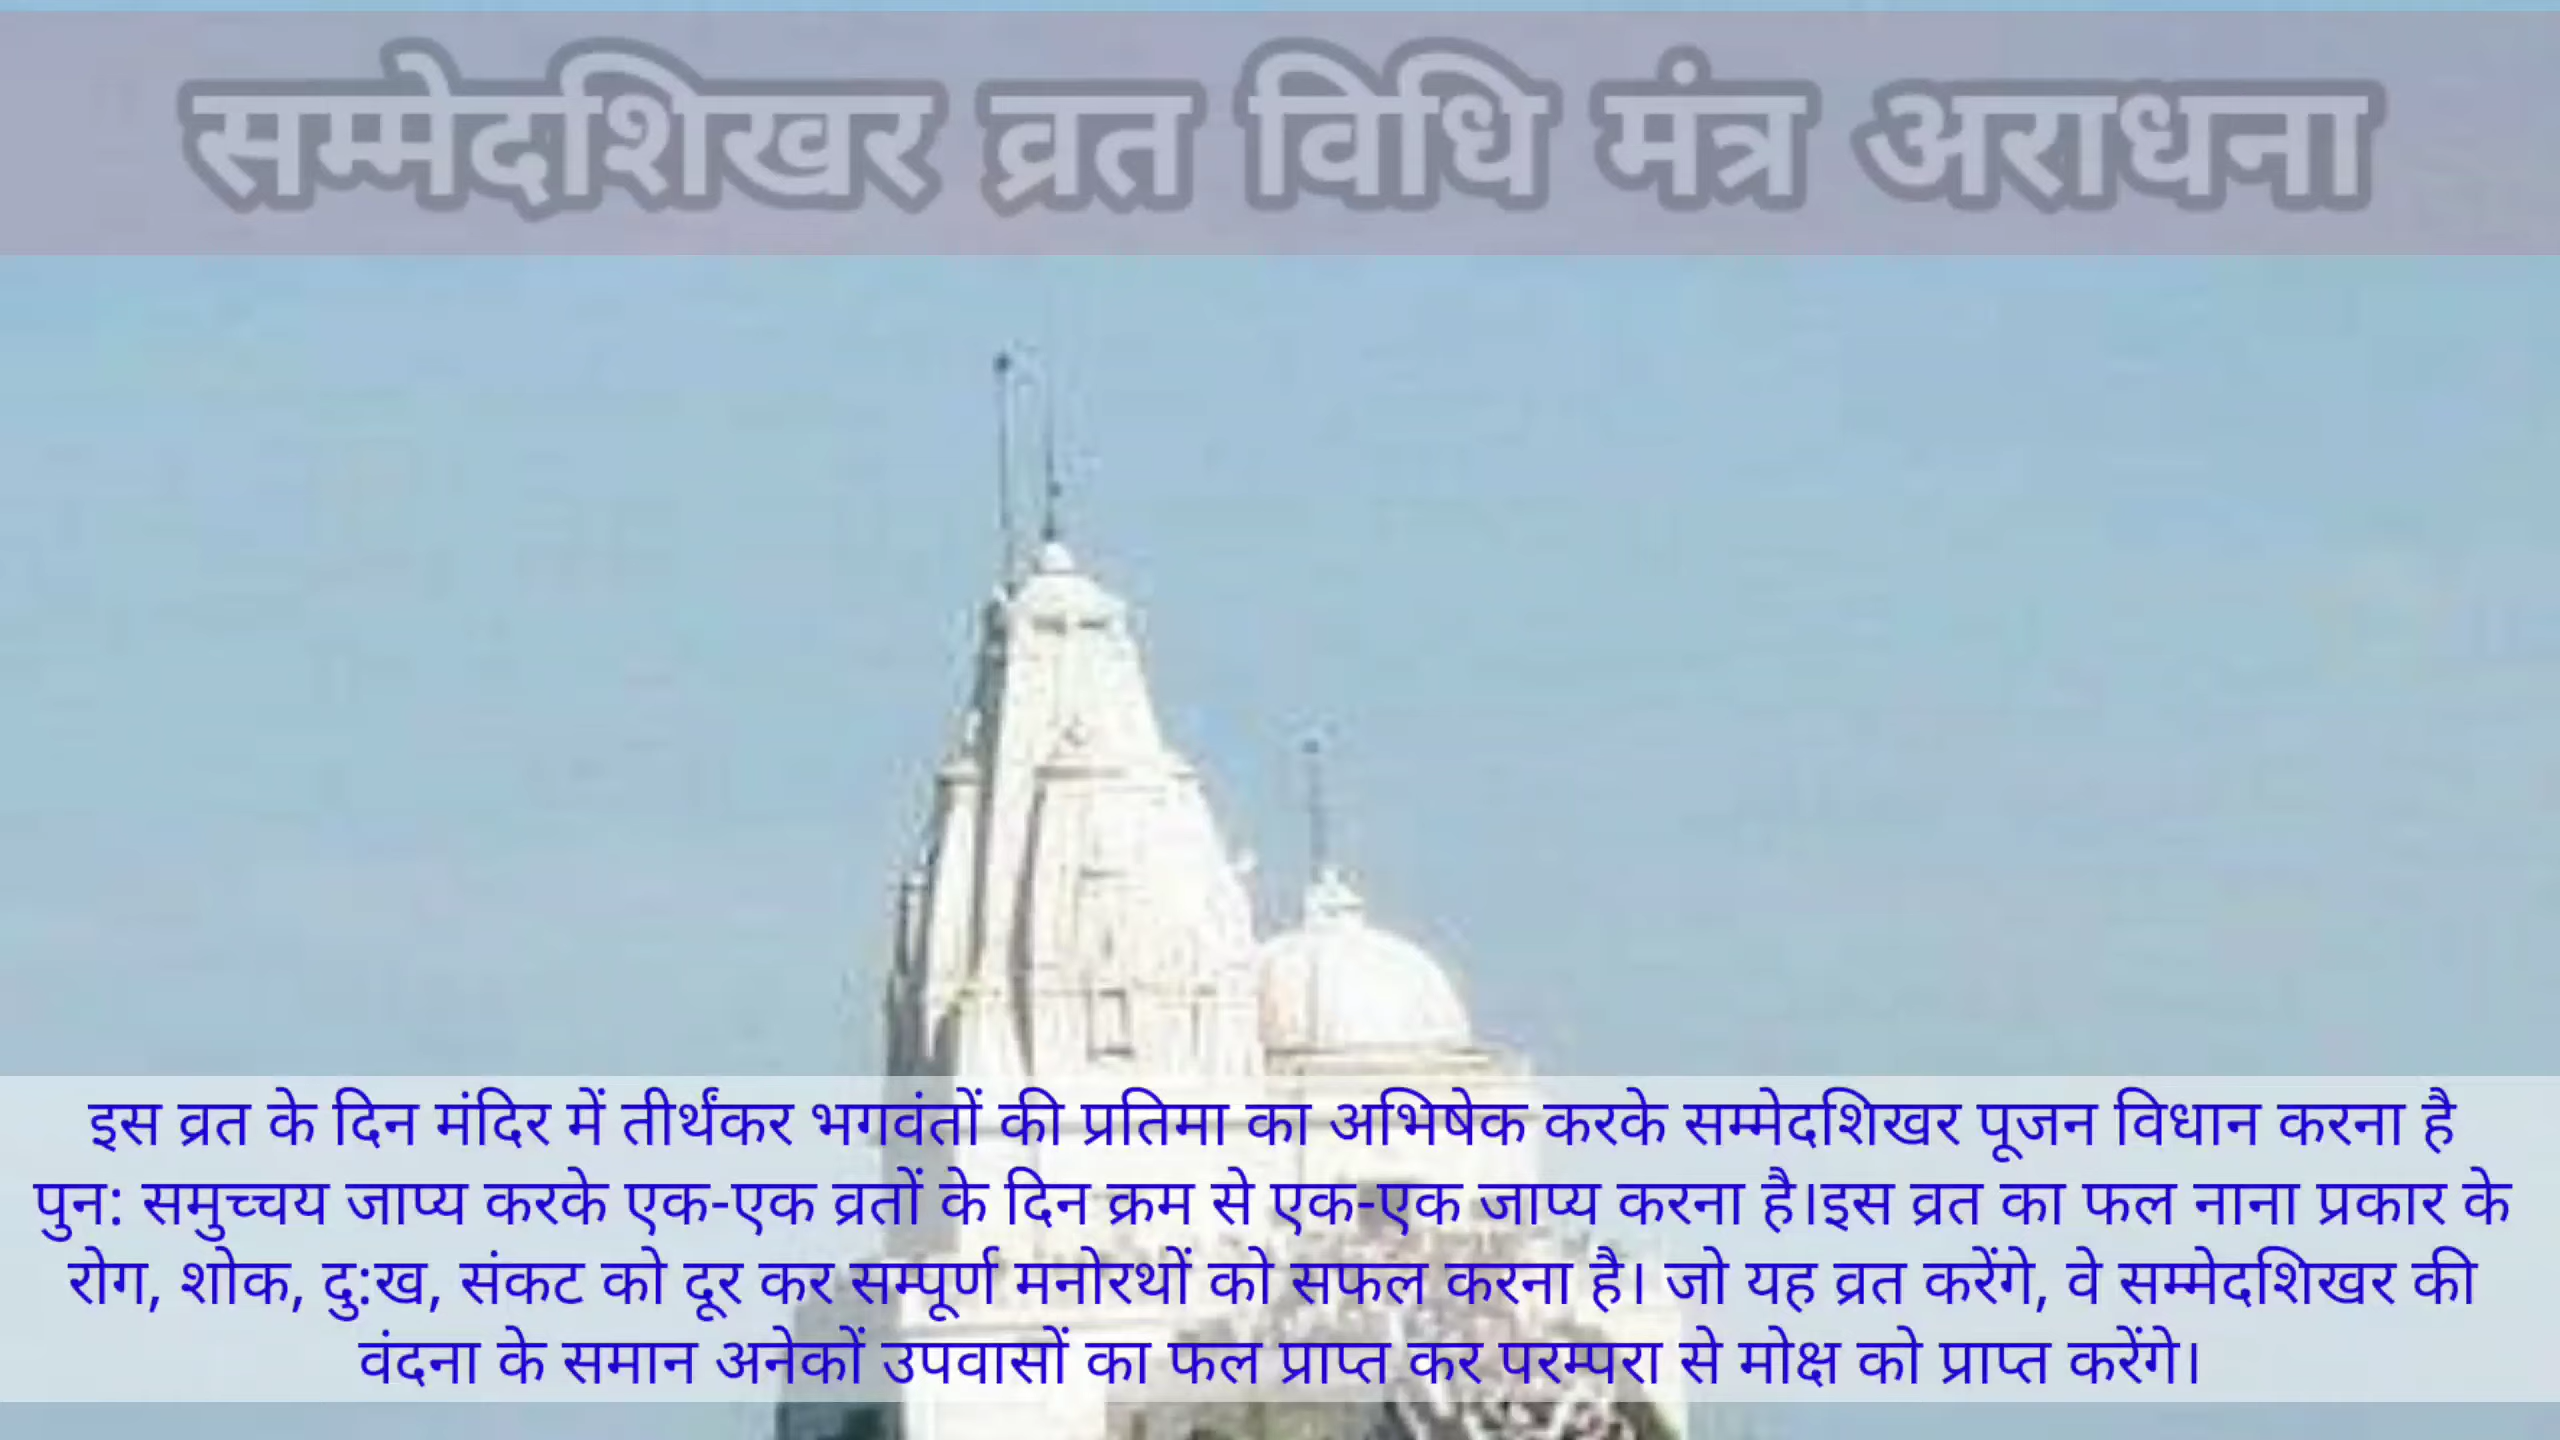 सम्मेदशिखर व्रत विधि मंत्र अराधना
इस व्रत के दिन मंदिर में तीर्थंकर भगवंतों की प्रतिमा का अभिषेक करके सम्मेदशिखर पूजन विधान करना है
पुन: समुच्चय जाप्य करके एक-एक व्रतों के दिन क्रम से एक-एक जाप्य करना है।इस व्रत का फल नाना प्रकार के
रोग, शोक, दु:ख, संकट को दूर कर सम्पूर्ण मनोरथों को सफल करना है। जो यह व्रत करेंगे, वे सम्मेदशिखर की
वंदना के समान अनेकों उपवासों का फल प्राप्त कर परम्परा से मोक्ष को प्राप्त करेंगे।